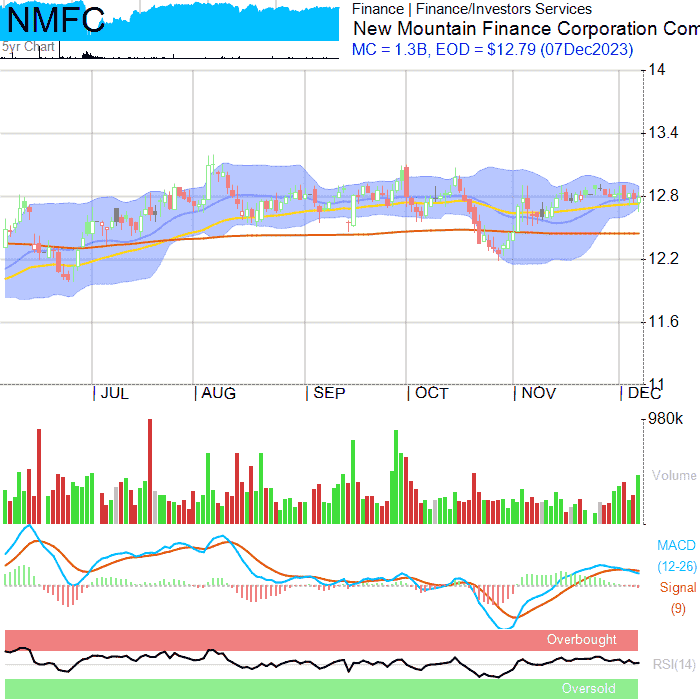 NMFC
5yr Chart
Finance | Finance/Investors Services
New Mountain Finance Corporation Com
MC = 1.3B, EOD = $12.79 (07Dec2023)
14
13.4
12.8
12.2
11.6
11
JUL AUG SEP OCT NOV DEC
980k
Volume
MACD
(12-26)
Signal
(9)
Overbought
RSI(14)
Oversold